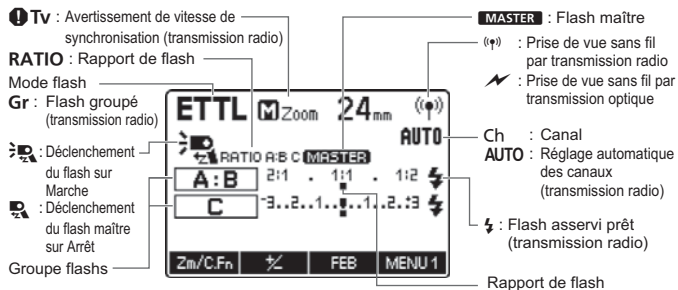 Tv : Avertissement de vitesse de
synchronisation (transmission radio)
RATIO : Rapport de flash
Mode flash
Gr : Flash groupé
(transmission radio)
: Déclenchement
du flash sur
Marche
: Déclenchement
du flash maître
sur Arrêt
Groupe flashs
ETTL M Zoom 24mm
AUTO
RATIO A:B C MASTER
A:B 2:1 . 1:1 . 1:2
C -3..2..1..▮..1..2.:3
Zm/C.Fn +/- FEB MENU 1
MASTER : Flash maître
: Prise de vue sans fil
par transmission radio
: Prise de vue sans fil par
transmission optique
Ch : Canal
AUTO : Réglage automatique
des canaux
(transmission radio)
: Flash asservi prêt
(transmission radio)
Rapport de flash